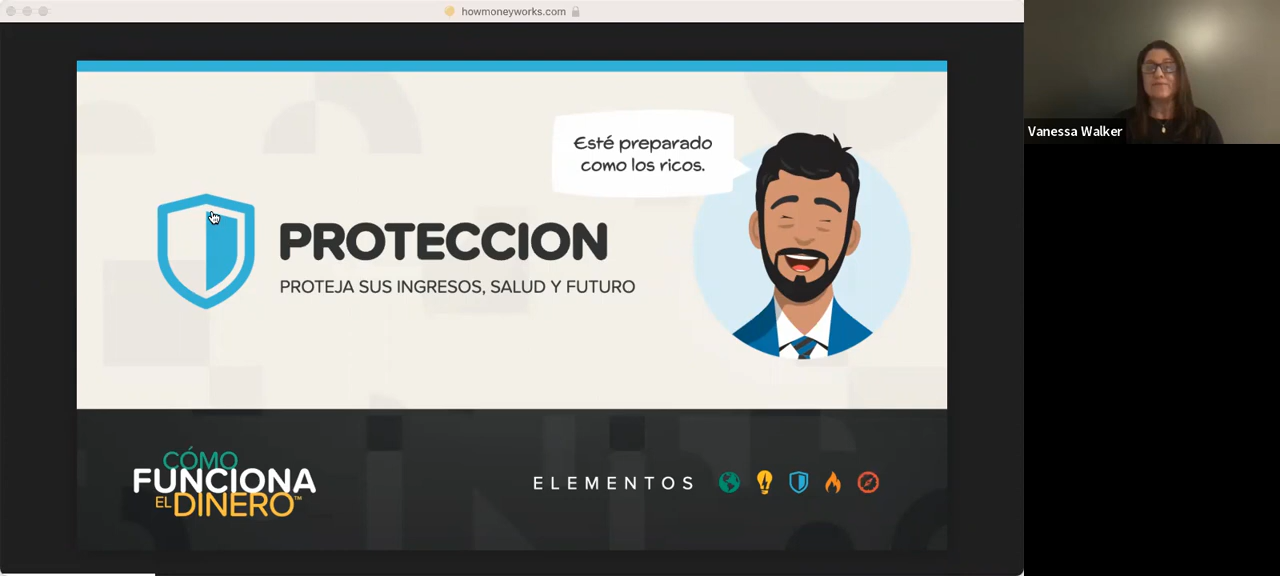 howmoneyworks.com
Esté preparado
como los ricos.
PROTECCION
PROTEJA SUS INGRESOS, SALUD Y FUTURO
CÓMO
FUNCIONA
EL DINERO™
ELEMENTOS
Vanessa Walker